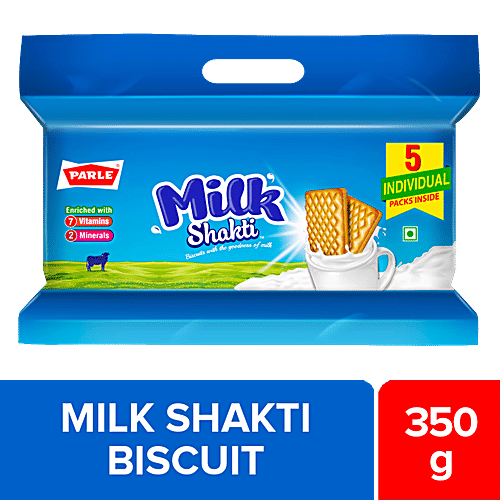 PARLE
Enriched with
7 Vitamins
2 Minerals
Milk
Shakti
Biscuits with the goodness of milk
5
INDIVIDUAL
PACKS INSIDE
MILK SHAKTI
BISCUIT
350
g